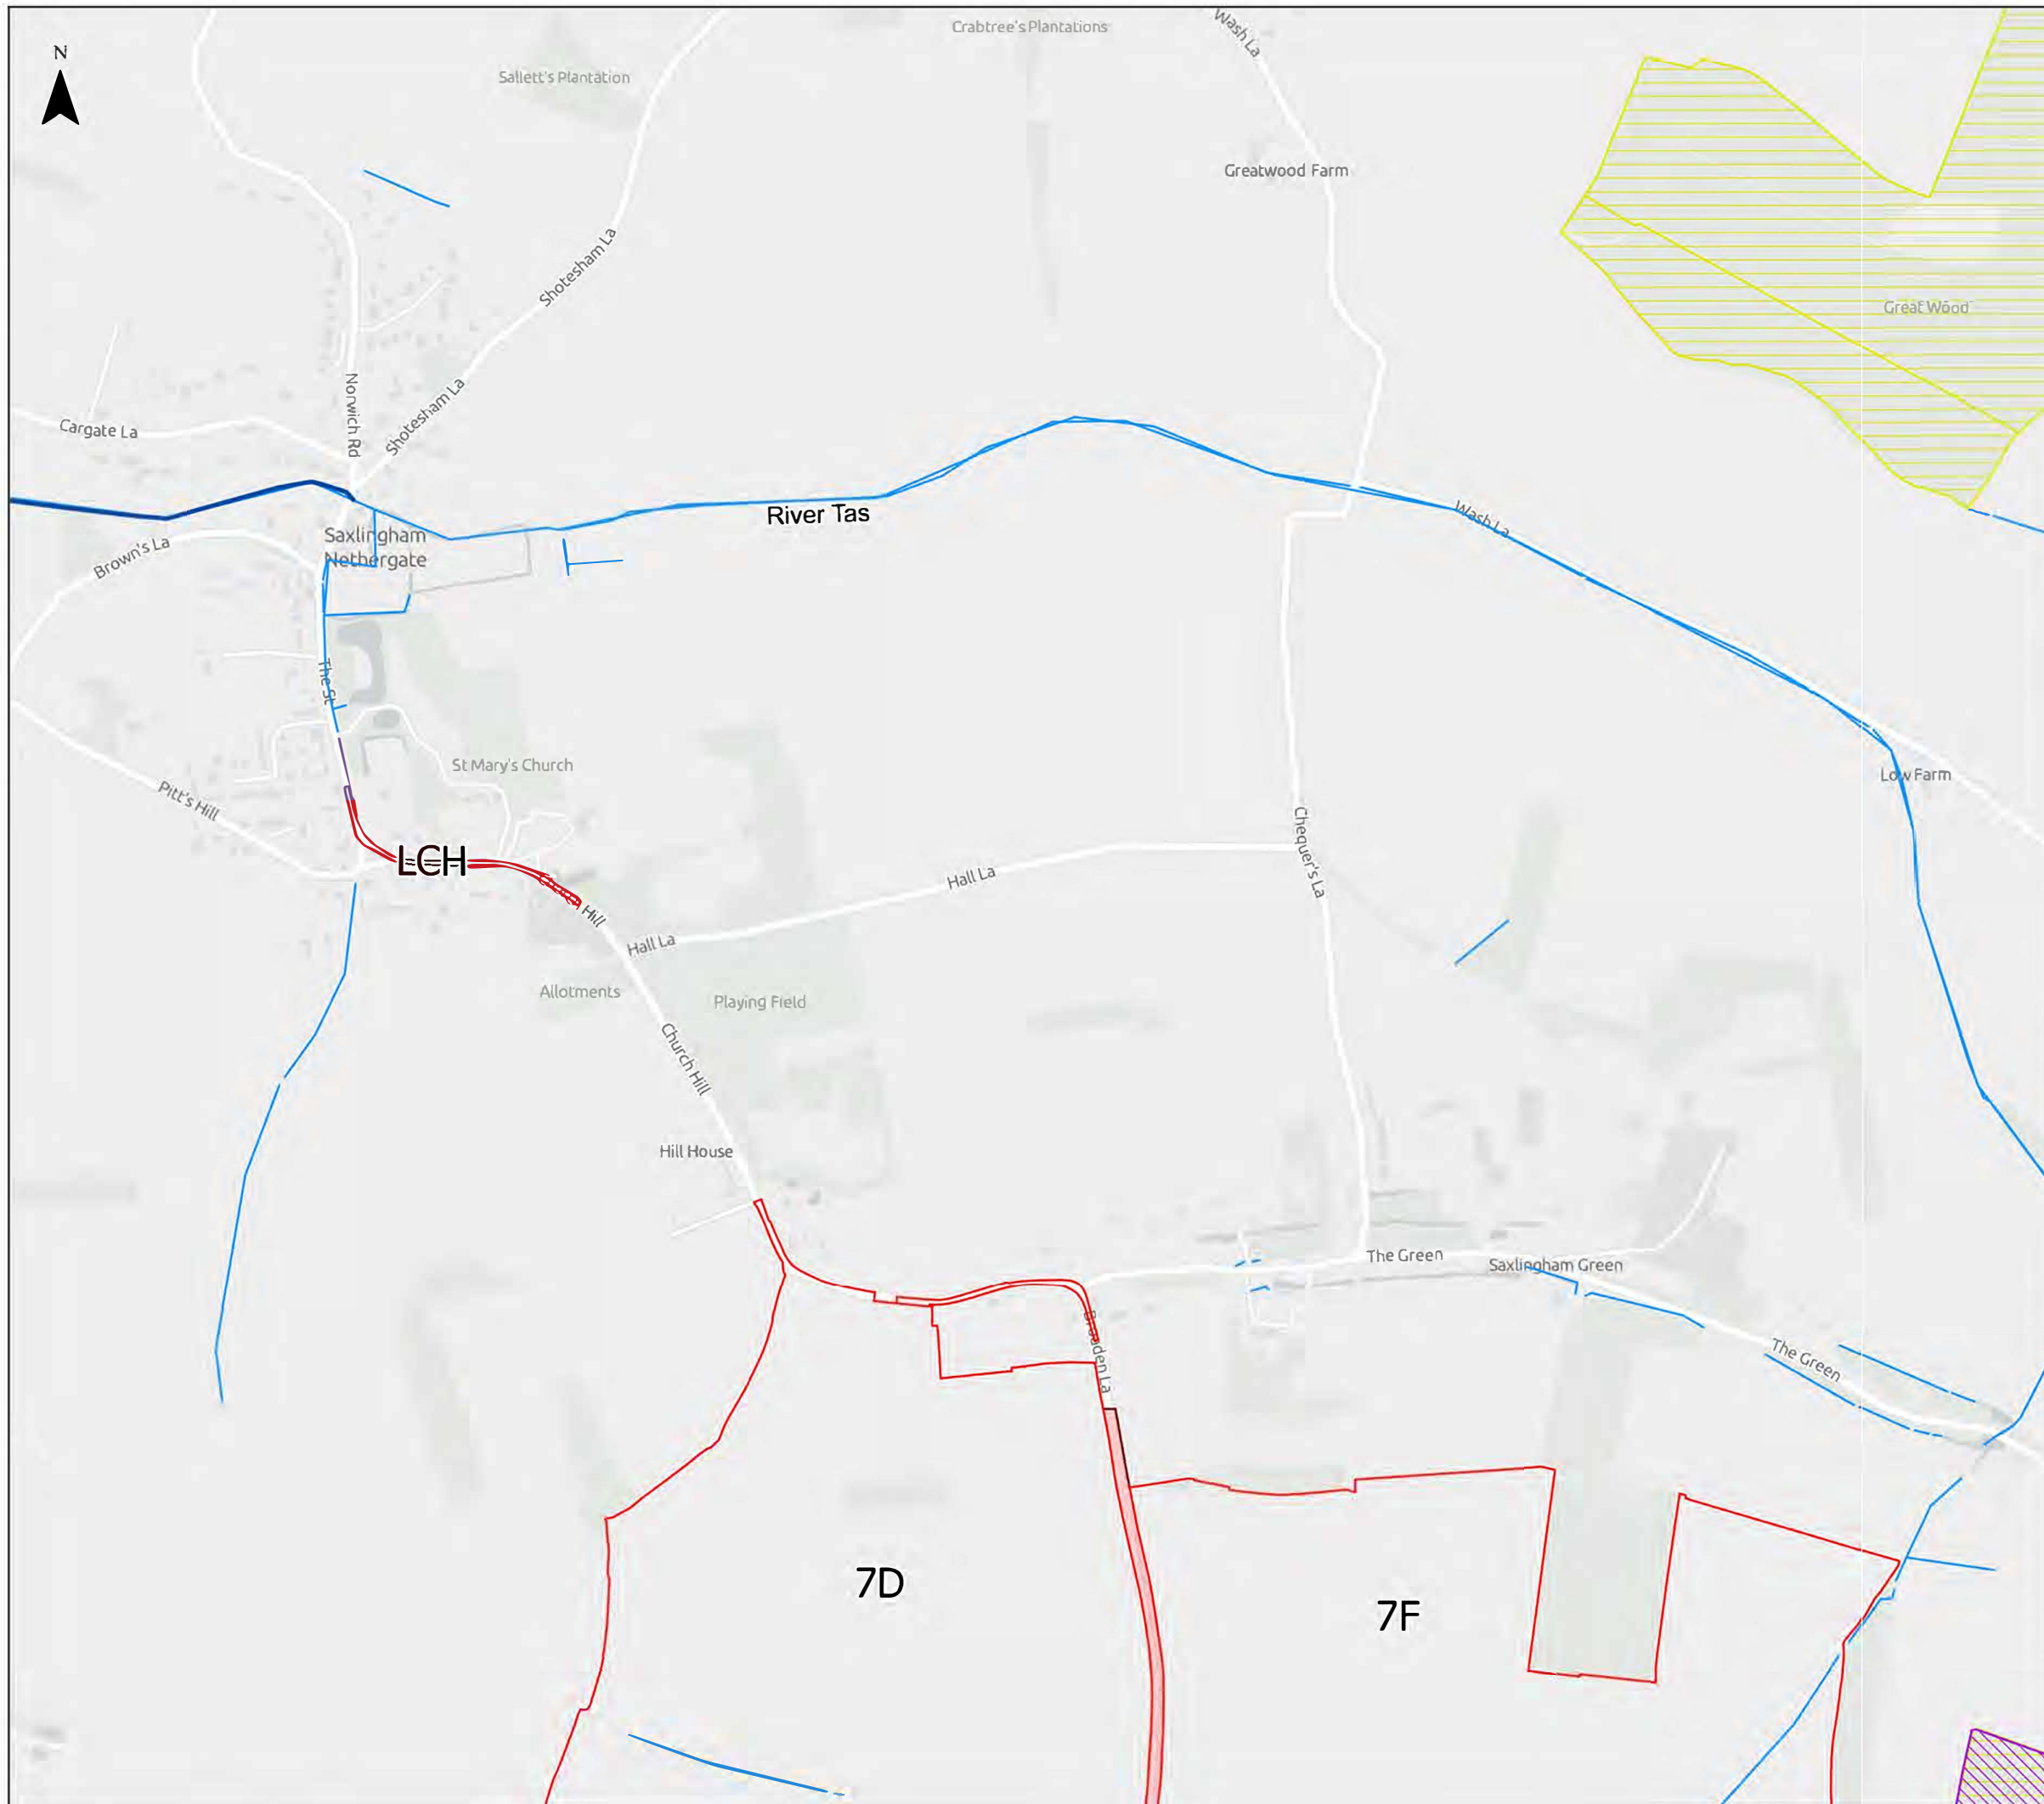 Crabtree's Plantations
Wash La
N
Sallett's Plantation
Greatwood Farm
Shotesham La
Great Wood
Norwich Rd
Shotesham La
Cargate La
River Tas
Wash La
Saxlingham
Nethergate
Brown's La
The St
St Mary's Church
Low Farm
Pitt's Hill
Chequer's La
LCH
Hall La
Hill
Hall La
Allotments
Playing Field
Church Hill
Hill House
The Green
Saxlingham Green
The Green
7D
7F